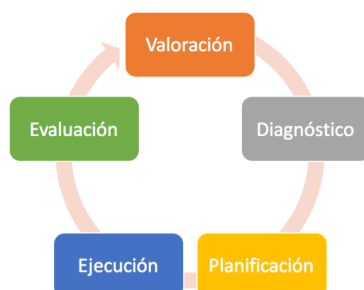 Valoración
Diagnóstico
Planificación
Ejecución
Evaluación